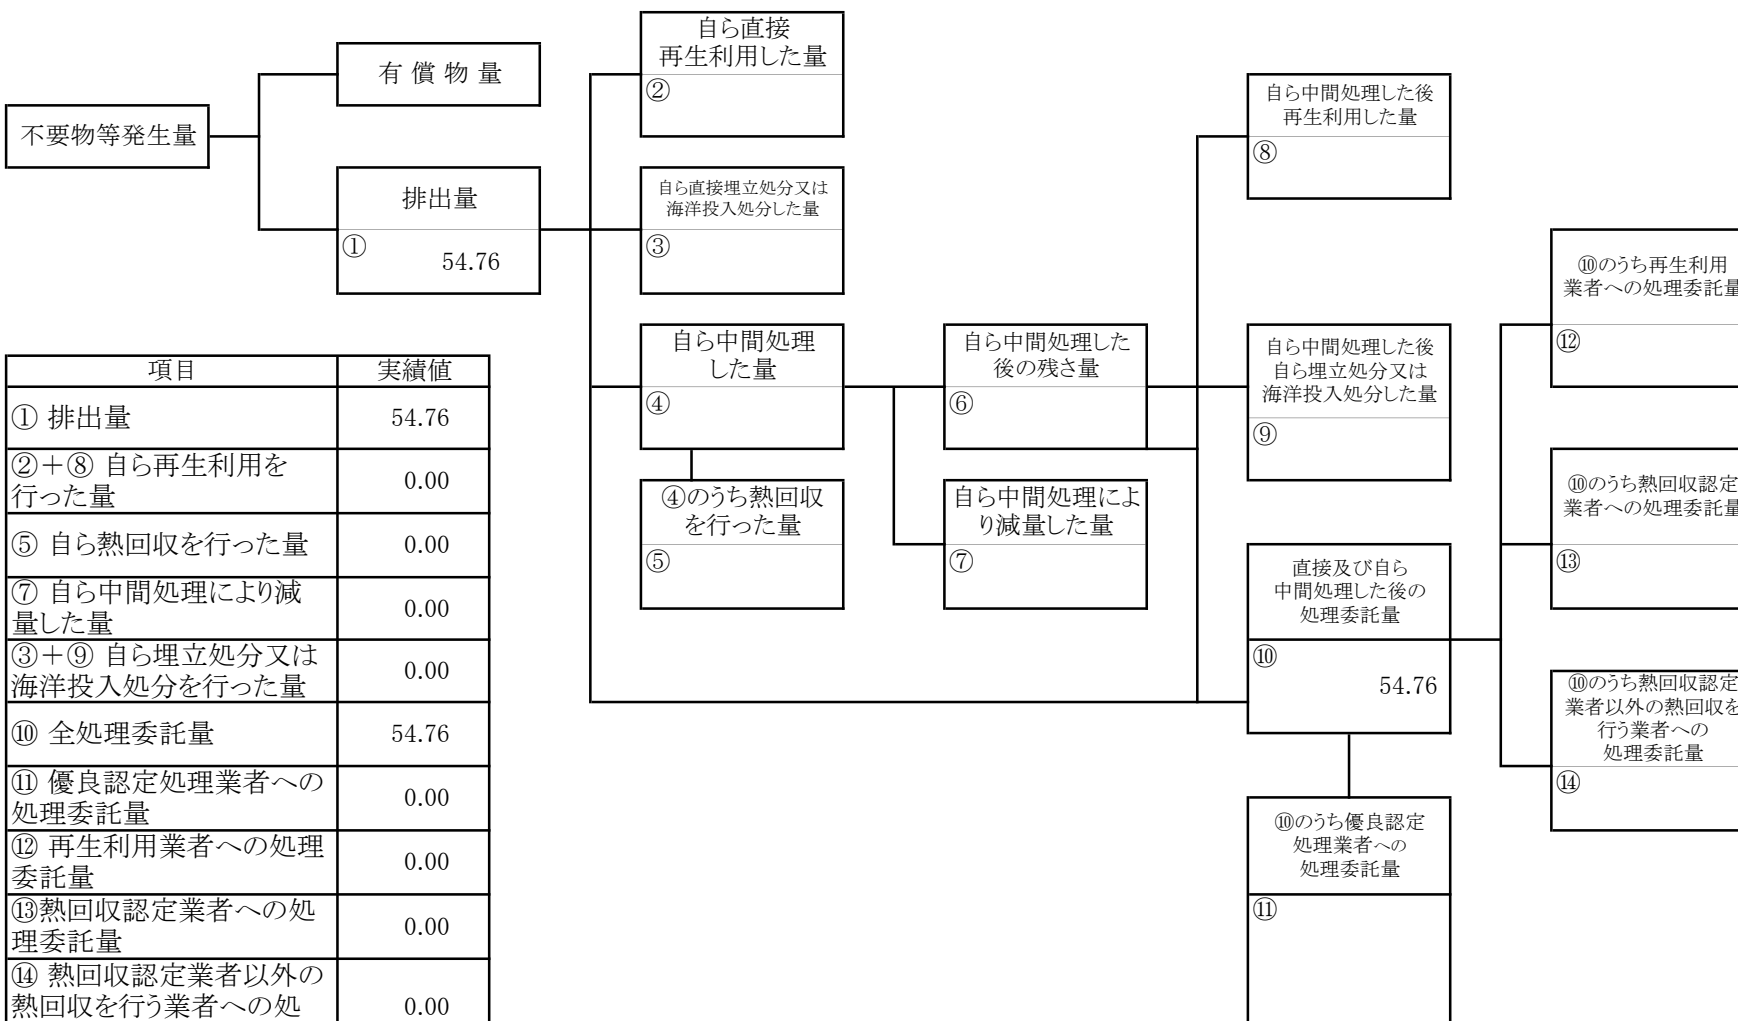 不要物等発生量
有 償 物 量
排出量
①
54.76
自ら直接
再生利用した量
②
自ら直接埋立処分又は
海洋投入処分した量
③
自ら中間処理
した量
④
④のうち熱回収
を行った量
⑤
自ら中間処理した
後の残さ量
⑥
自ら中間処理によ
り減量した量
⑦
自ら中間処理した後
再生利用した量
⑧
自ら中間処理した後
自ら埋立処分又は
海洋投入処分した量
⑨
直接及び自ら
中間処理した後の
処理委託量
⑩
54.76
⑩のうち優良認定
処理業者への
処理委託量
⑪
⑩のうち再生利用
業者への処理委託量
⑫
⑩のうち熱回収認定
業者への処理委託量
⑬
⑩のうち熱回収認定
業者以外の熱回収を
行う業者への
処理委託量
⑭
項目 実績値
① 排出量 54.76
②＋⑧ 自ら再生利用を
行った量 0.00
⑤ 自ら熱回収を行った量 0.00
⑦ 自ら中間処理により減
量した量 0.00
③＋⑨ 自ら埋立処分又は
海洋投入処分を行った量 0.00
⑩ 全処理委託量 54.76
⑪ 優良認定処理業者への
処理委託量 0.00
⑫ 再生利用業者への処理
委託量 0.00
⑬熱回収認定業者への処
理委託量 0.00
⑭ 熱回収認定業者以外の
熱回収を行う業者への処 0.00